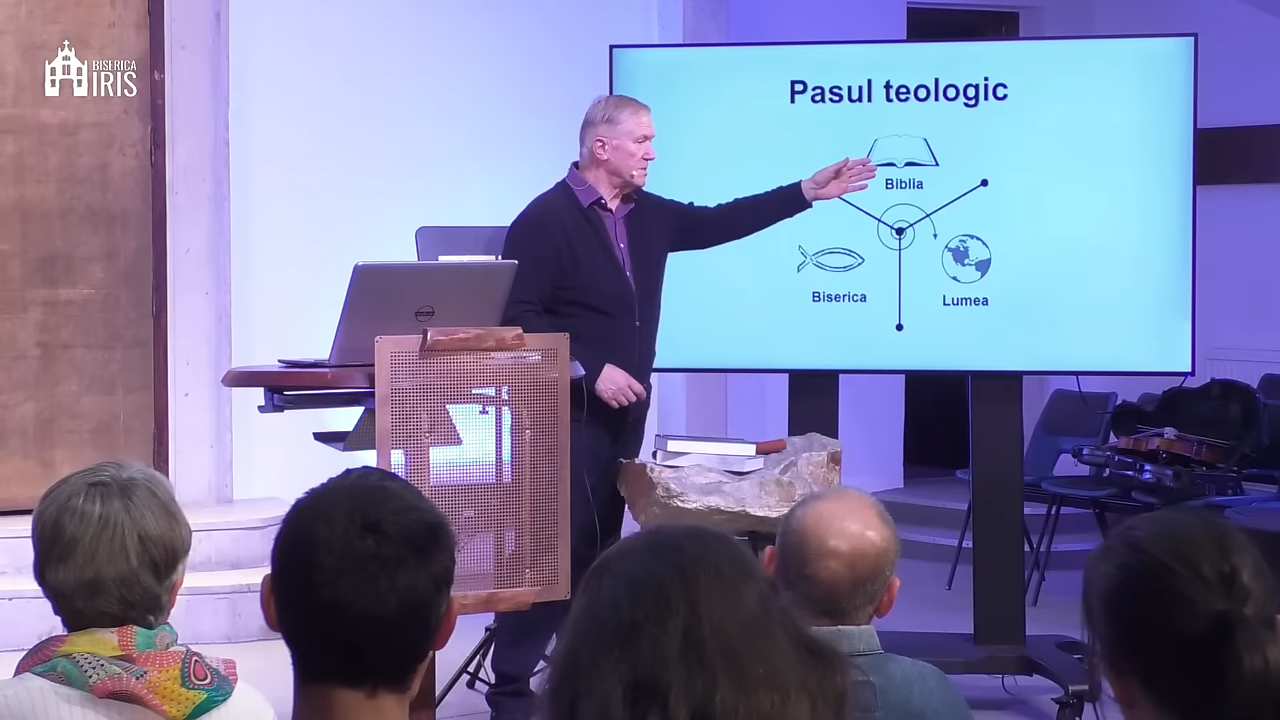 BISERICA
IRIS
Pasul teologic
Biblia
Biserica
Lumea